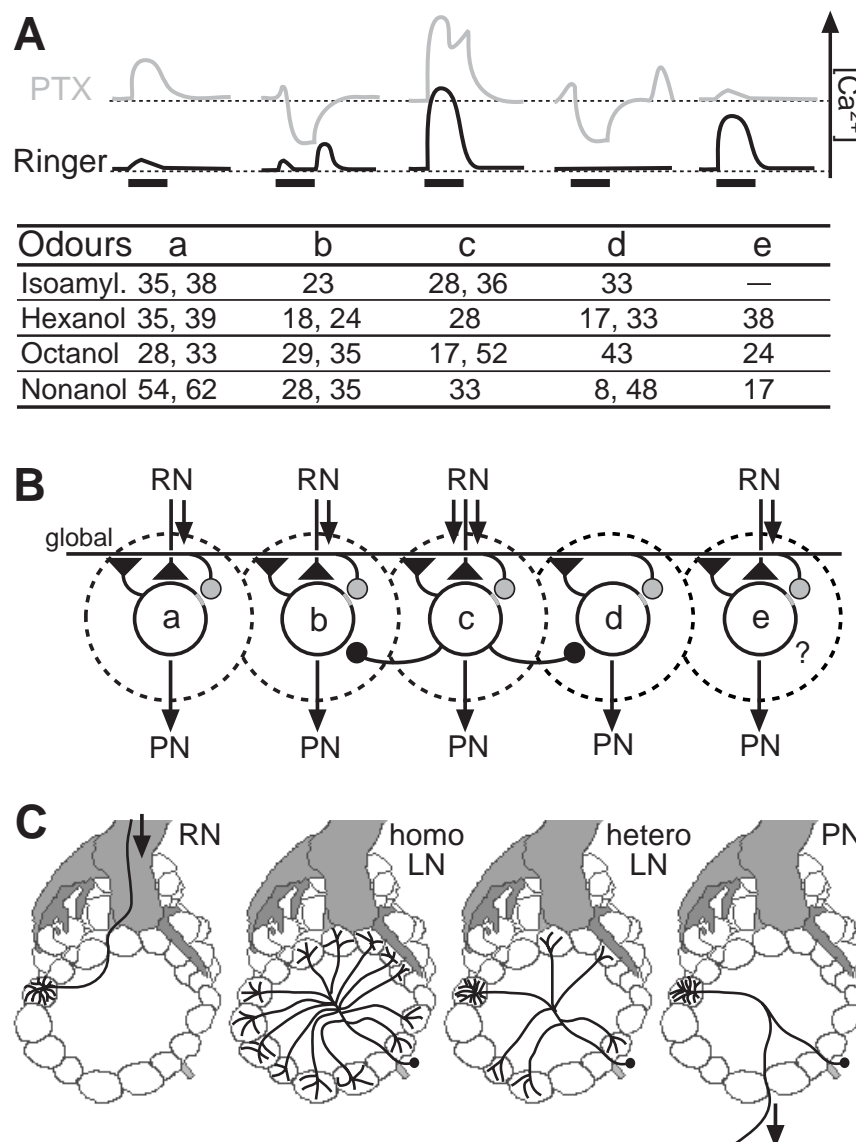 A
PTX
[Ca2+]
Ringer
Odours a b c d e
Isoamyl. 35, 38 23 28, 36 33 —
Hexanol 35, 39 18, 24 28 17, 33 38
Octanol 28, 33 29, 35 17, 52 43 24
Nonanol 54, 62 28, 35 33 8, 48 17
B
RN RN RN RN
global
a b c d e
?
PN PN PN PN PN
C
RN homo LN hetero LN PN